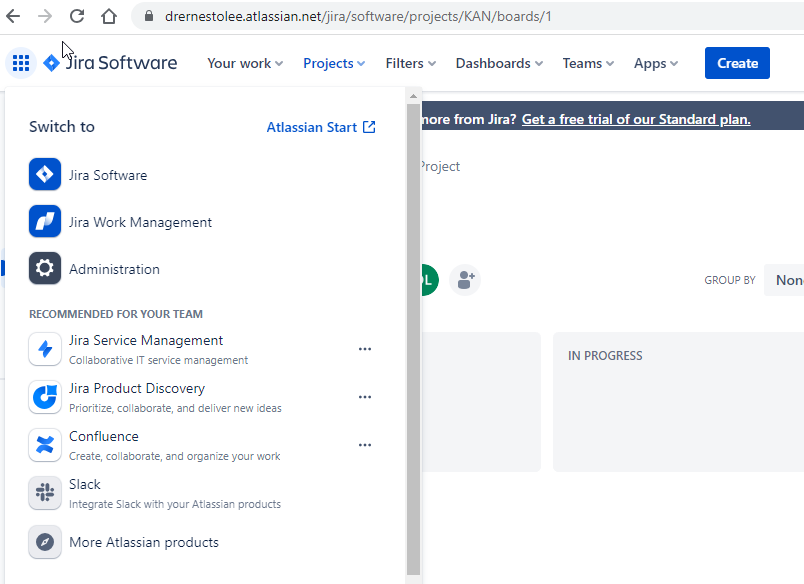 drernestolee.atlassian.net/jira/software/projects/KAN/boards/1
Jira Software
Your work
Projects
Filters
Dashboards
Teams
Apps
Create
Switch to
Atlassian Start
Jira Software
Jira Work Management
Administration
RECOMMENDED FOR YOUR TEAM
Jira Service Management
Collaborative IT service management
Jira Product Discovery
Prioritize, collaborate, and deliver new ideas
Confluence
Create, collaborate, and organize your work
Slack
Integrate Slack with your Atlassian products
More Atlassian products
more from Jira? Get a free trial of our Standard plan.
Project
L
GROUP BY
Non
IN PROGRESS